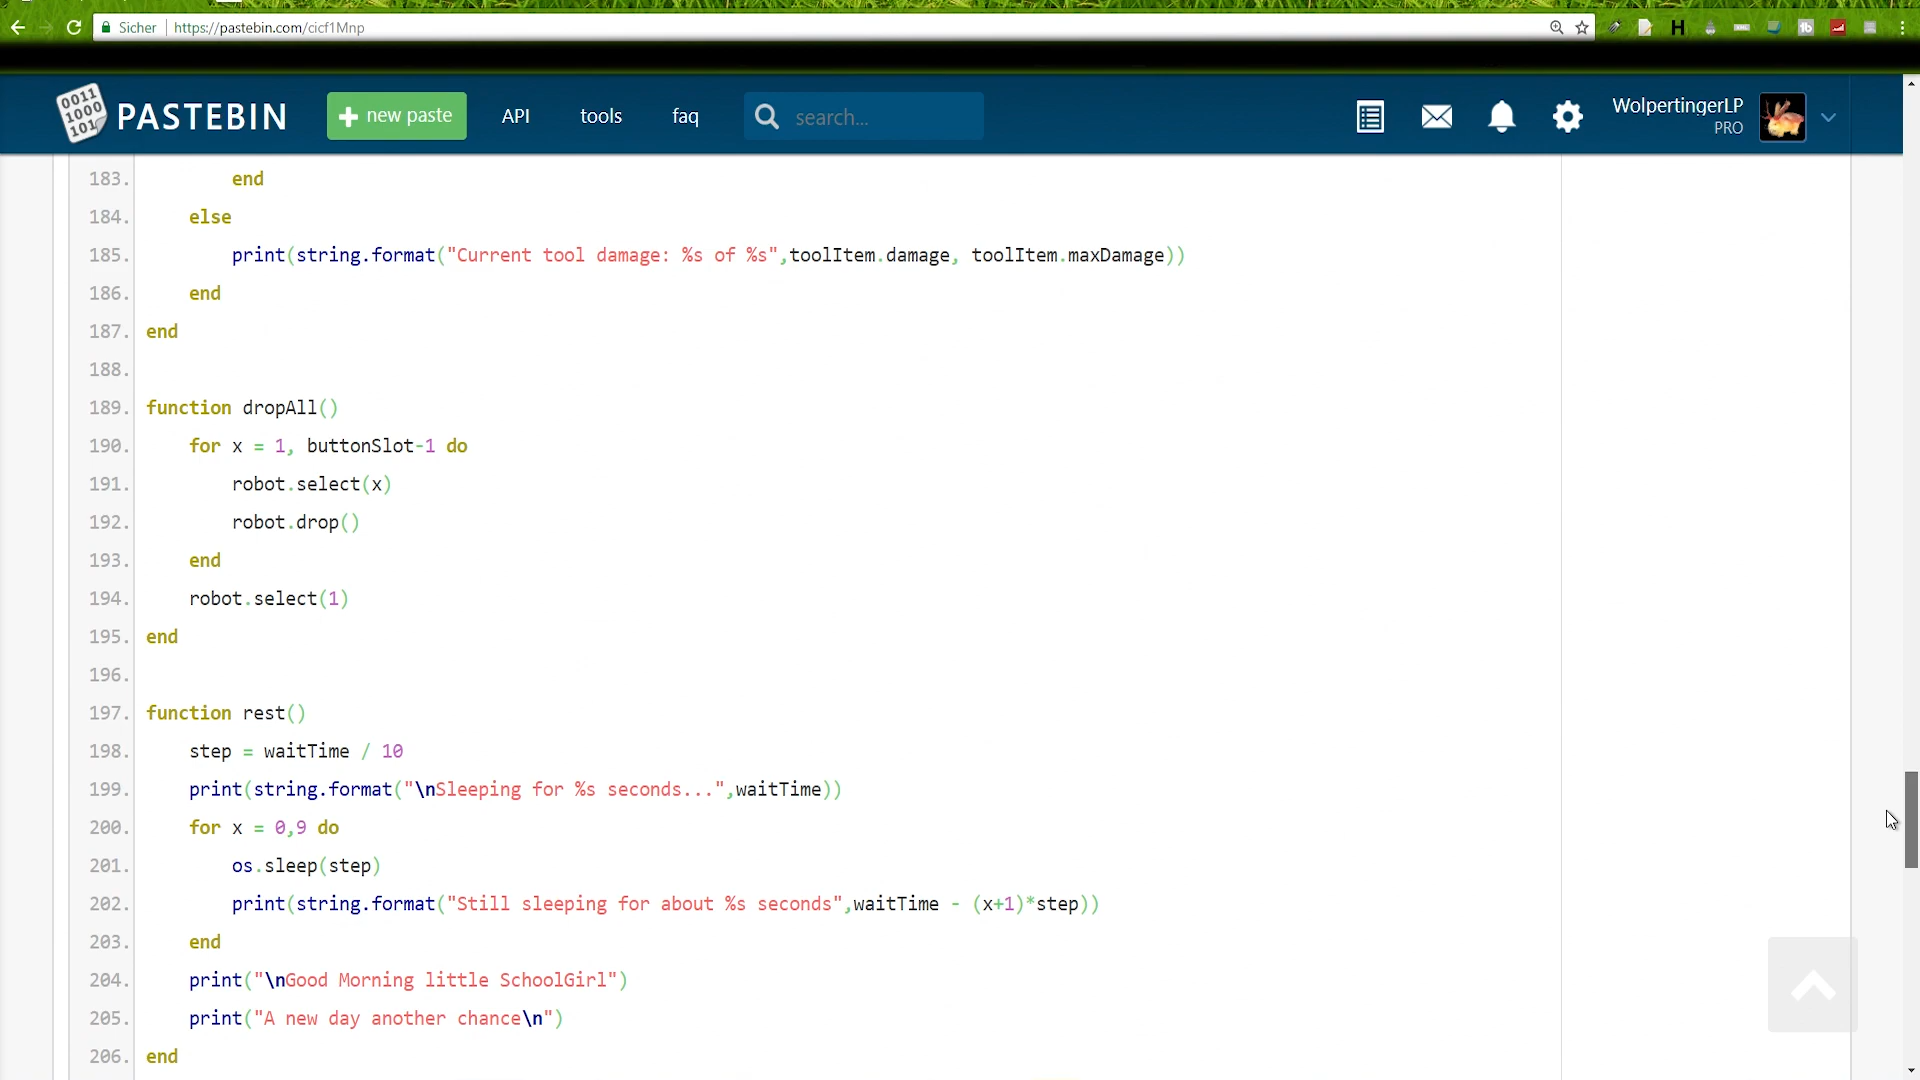 Sicher https://pastebin.com/cicf1Mnp
0011
1000
101
PASTEBIN
+ new paste
API
tools
faq
search...
WolpertingerLP
PRO
183. end
184. else
185. print(string.format("Current tool damage: %s of %s",toolItem.damage, toolItem.maxDamage))
186. end
187. end
188.
189. function dropAll()
190. for x = 1, buttonSlot-1 do
191. robot.select(x)
192. robot.drop()
193. end
194. robot.select(1)
195. end
196.
197. function rest()
198. step = waitTime / 10
199. print(string.format("\nSleeping for %s seconds...",waitTime))
200. for x = 0,9 do
201. os.sleep(step)
202. print(string.format("Still sleeping for about %s seconds",waitTime - (x+1)*step))
203. end
204. print("\nGood Morning little SchoolGirl")
205. print("A new day another chance\n")
206. end